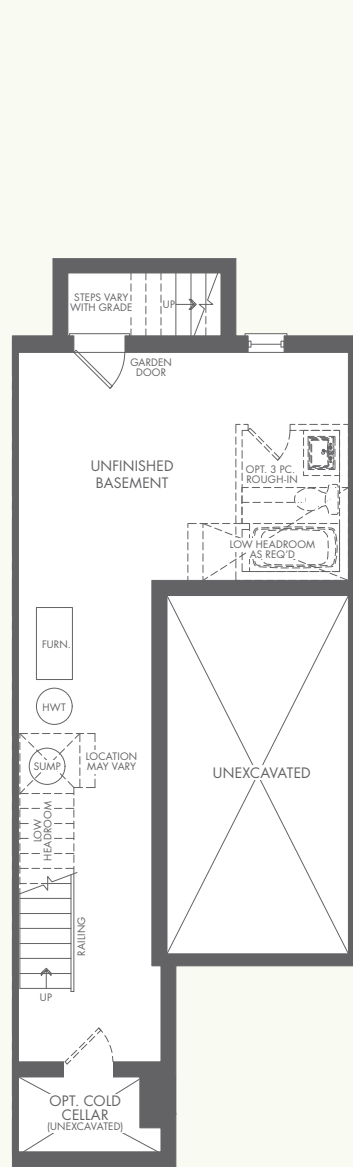 STEPS VARY
WITH GRADE
UP
GARDEN
DOOR
UNFINISHED
BASEMENT
OPT. 3 PC.
ROUGH-IN
LOW HEADROOM
AS REQ'D
FURN.
HWT
SUMP
LOCATION
MAY VARY
UNEXCAVATED
LOW
HEADROOM
RAILING
UP
OPT. COLD
CELLAR
(UNEXCAVATED)